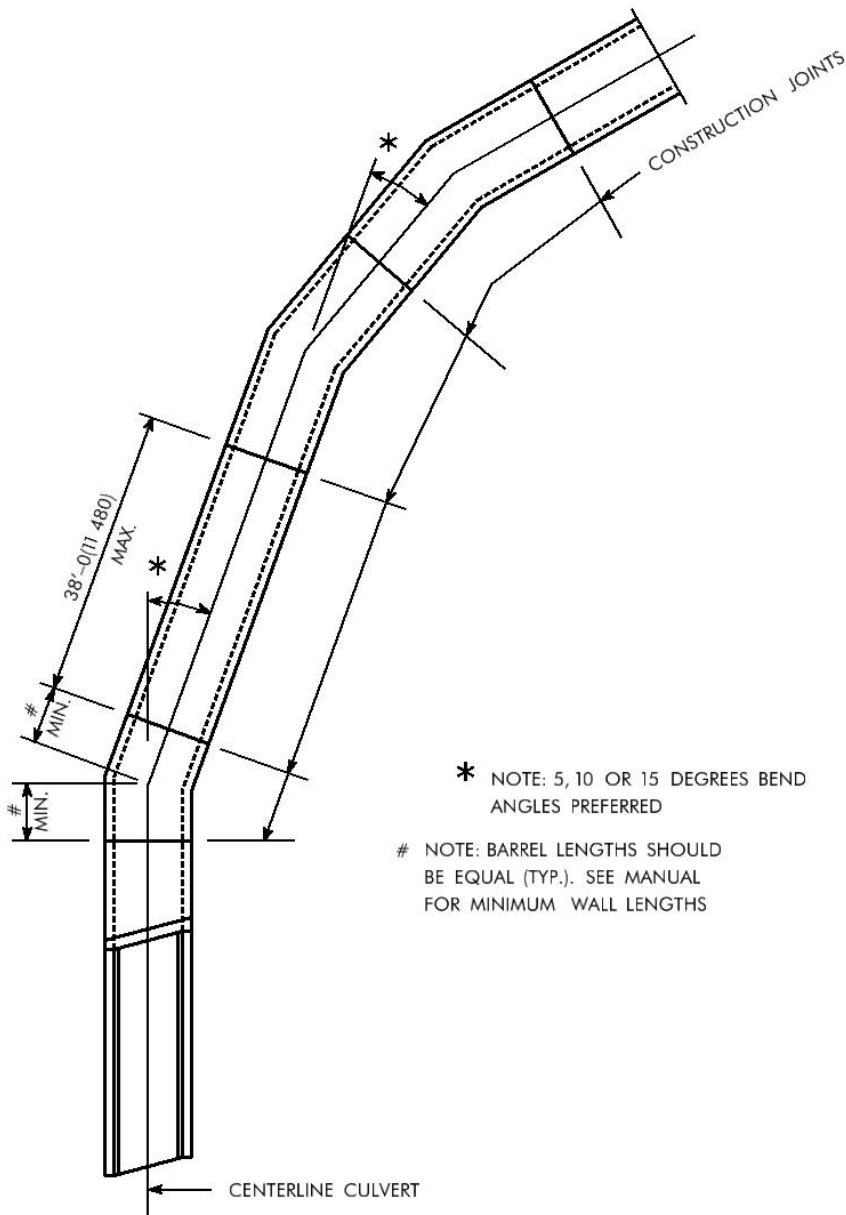 CONSTRUCTION JOINTS
*
38'-0(11 480)
MAX.
*
#
MIN.
#
MIN.
* NOTE: 5, 10 OR 15 DEGREES BEND
ANGLES PREFERRED
# NOTE: BARREL LENGTHS SHOULD
BE EQUAL (TYP.). SEE MANUAL
FOR MINIMUM WALL LENGTHS
CENTERLINE CULVERT